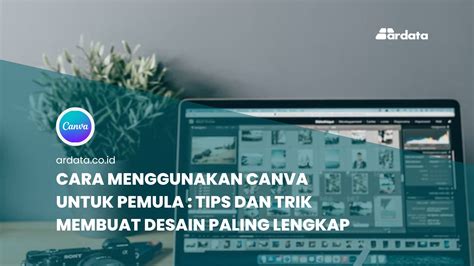 ardata
Canva
ardata.co.id
CARA MENGGUNAKAN CANVA
UNTUK PEMULA : TIPS DAN TRIK
MEMBUAT DESAIN PALING LENGKAP